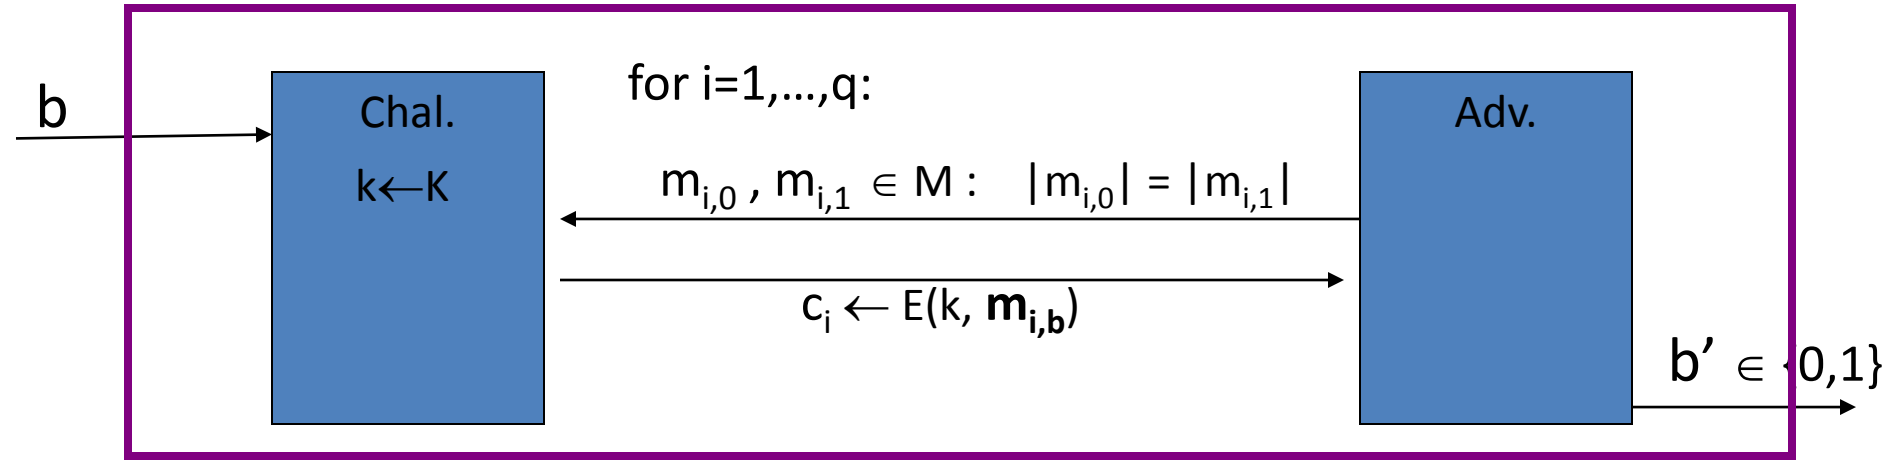 b
Chal.
k←K
for i=1,…,q:
m_{i,0} , m_{i,1} ∈ M : |m_{i,0}| = |m_{i,1}|
c_i ← E(k, m_{i,b})
Adv.
b’ ∈ {0,1}